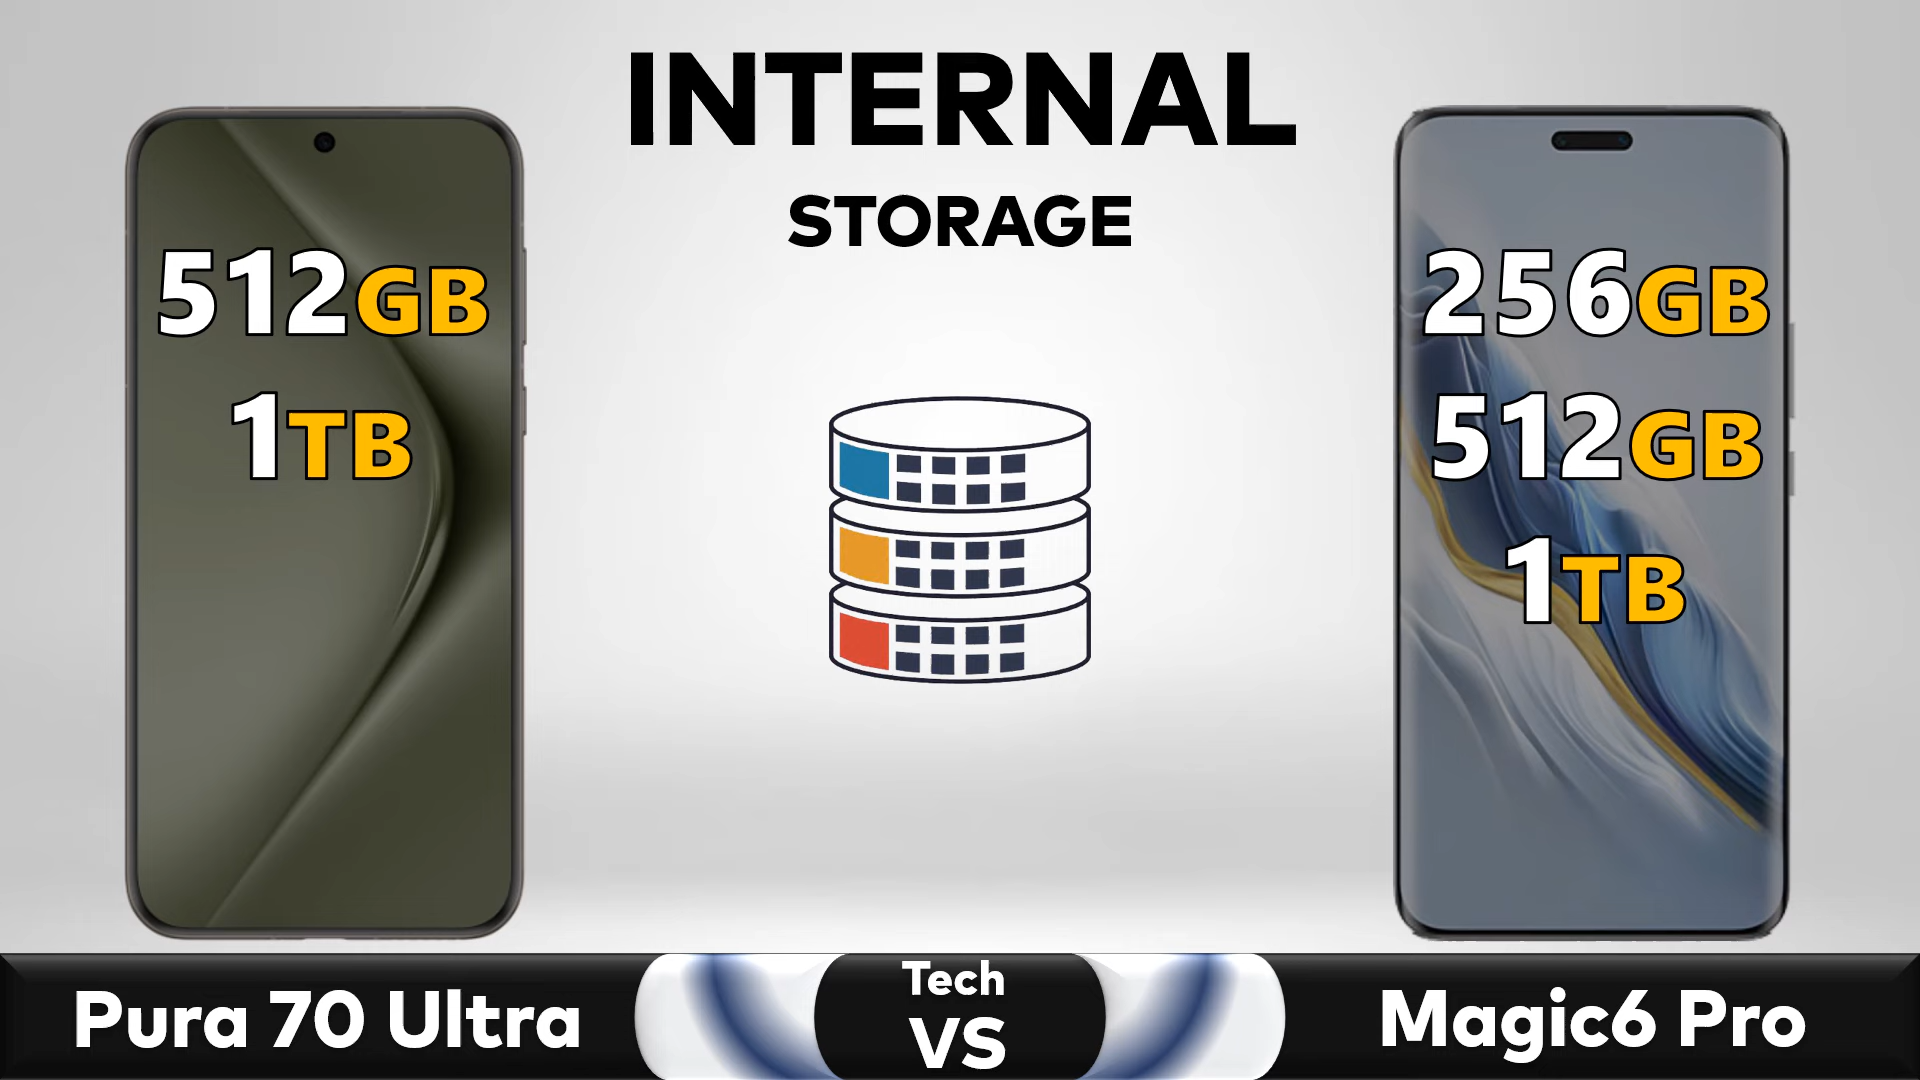 INTERNAL
STORAGE
512GB
1TB
256GB
512GB
1TB
Pura 70 Ultra
Tech
VS
Magic6 Pro